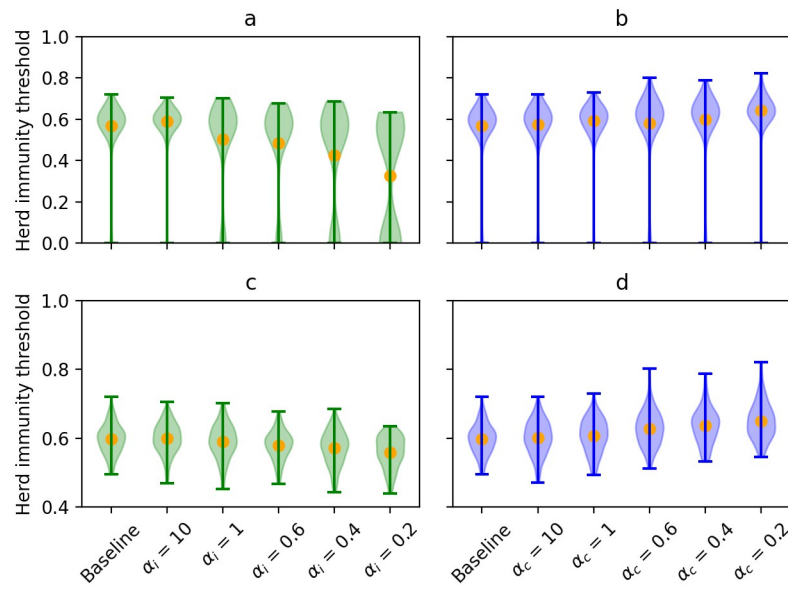 a
b
Herd immunity threshold
1.0
0.8
0.6
0.4
0.2
0.0
c
d
Herd immunity threshold
1.0
0.8
0.6
0.4
Baseline
αi = 10
αi = 1
αi = 0.6
αi = 0.4
αi = 0.2
Baseline
αc = 10
αc = 1
αc = 0.6
αc = 0.4
αc = 0.2